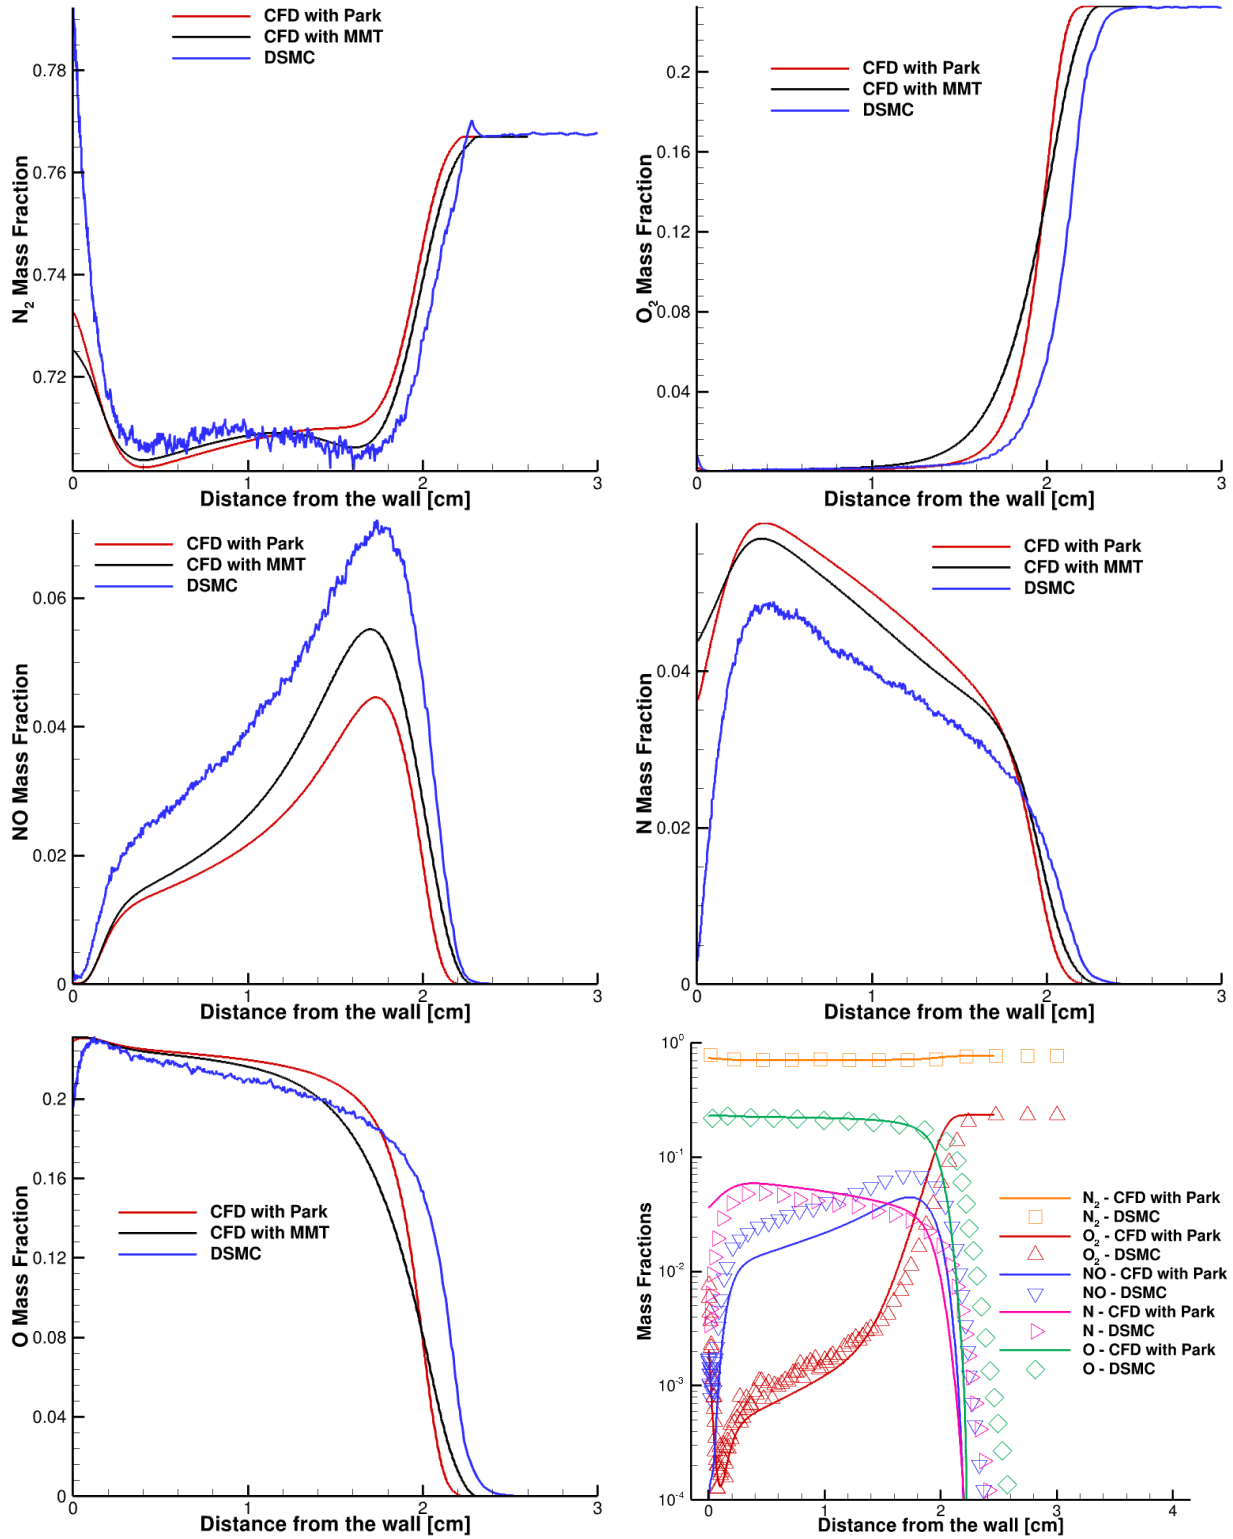 CFD with Park
CFD with MMT
DSMC
0.78
0.76
0.74
0.72
N2 Mass Fraction
0 1 2 3
Distance from the wall [cm]
CFD with Park
CFD with MMT
DSMC
0.2
0.16
0.12
0.08
0.04
O2 Mass Fraction
0 1 2 3
Distance from the wall [cm]
CFD with Park
CFD with MMT
DSMC
0.06
0.04
0.02
0
NO Mass Fraction
0 1 2 3
Distance from the wall [cm]
CFD with Park
CFD with MMT
DSMC
0.04
0.02
0
N Mass Fraction
0 1 2 3
Distance from the wall [cm]
CFD with Park
CFD with MMT
DSMC
0.2
0.16
0.12
0.08
0.04
0
O Mass Fraction
0 1 2 3
Distance from the wall [cm]
10^0
10^-1
10^-2
10^-3
10^-4
Mass Fractions
N2 - CFD with Park
N2 - DSMC
O2 - CFD with Park
O2 - DSMC
NO - CFD with Park
NO - DSMC
N - CFD with Park
N - DSMC
O - CFD with Park
O - DSMC
0 1 2 3 4
Distance from the wall [cm]